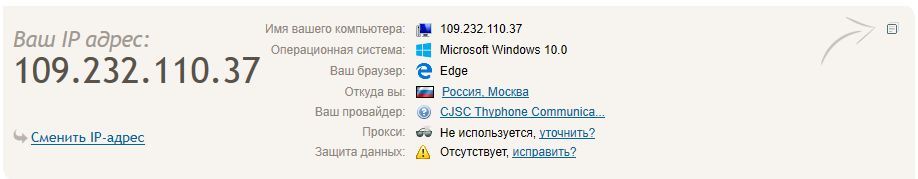 Ваш IP адрес:
109.232.110.37
Сменить IP-адрес
Имя вашего компьютера: 109.232.110.37
Операционная система: Microsoft Windows 10.0
Ваш браузер: Edge
Откуда вы: Россия, Москва
Ваш провайдер: CJSC Thyphone Communica...
Прокси: Не используется, уточнить?
Защита данных: Отсутствует, исправить?